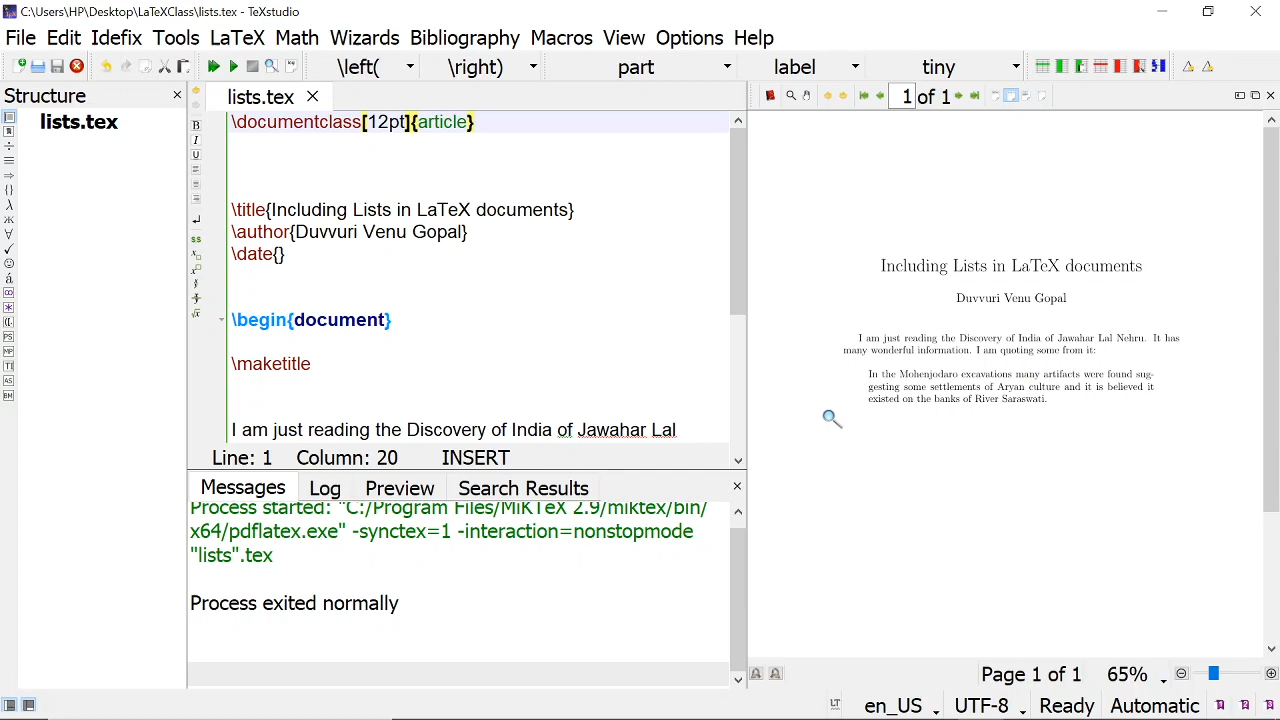 C:\Users\HP\Desktop\LaTeXClass\lists.tex - TeXstudio
File Edit Idefix Tools LaTeX Math Wizards Bibliography Macros View Options Help
\left( \right) part label tiny
Structure
lists.tex
lists.tex
1 of 1
\documentclass[12pt]{article}
\title{Including Lists in LaTeX documents}
\author{Duvvuri Venu Gopal}
\date{}
\begin{document}
\maketitle
I am just reading the Discovery of India of Jawahar Lal
Line: 1 Column: 20 INSERT
Messages Log Preview Search Results
Process started: "C:/Program Files/MiKTeX 2.9/miktex/bin/
x64/pdflatex.exe" -synctex=1 -interaction=nonstopmode
"lists".tex
Process exited normally
Including Lists in LaTeX documents
Duvvuri Venu Gopal
I am just reading the Discovery of India of Jawahar Lal Nehru. It has
many wonderful information. I am quoting some from it:
In the Mohenjodaro excavations many artifacts were found sug-
gesting some settlements of Aryan culture and it is believed it
existed on the banks of River Saraswati.
Page 1 of 1 65%
en_US UTF-8 Ready Automatic